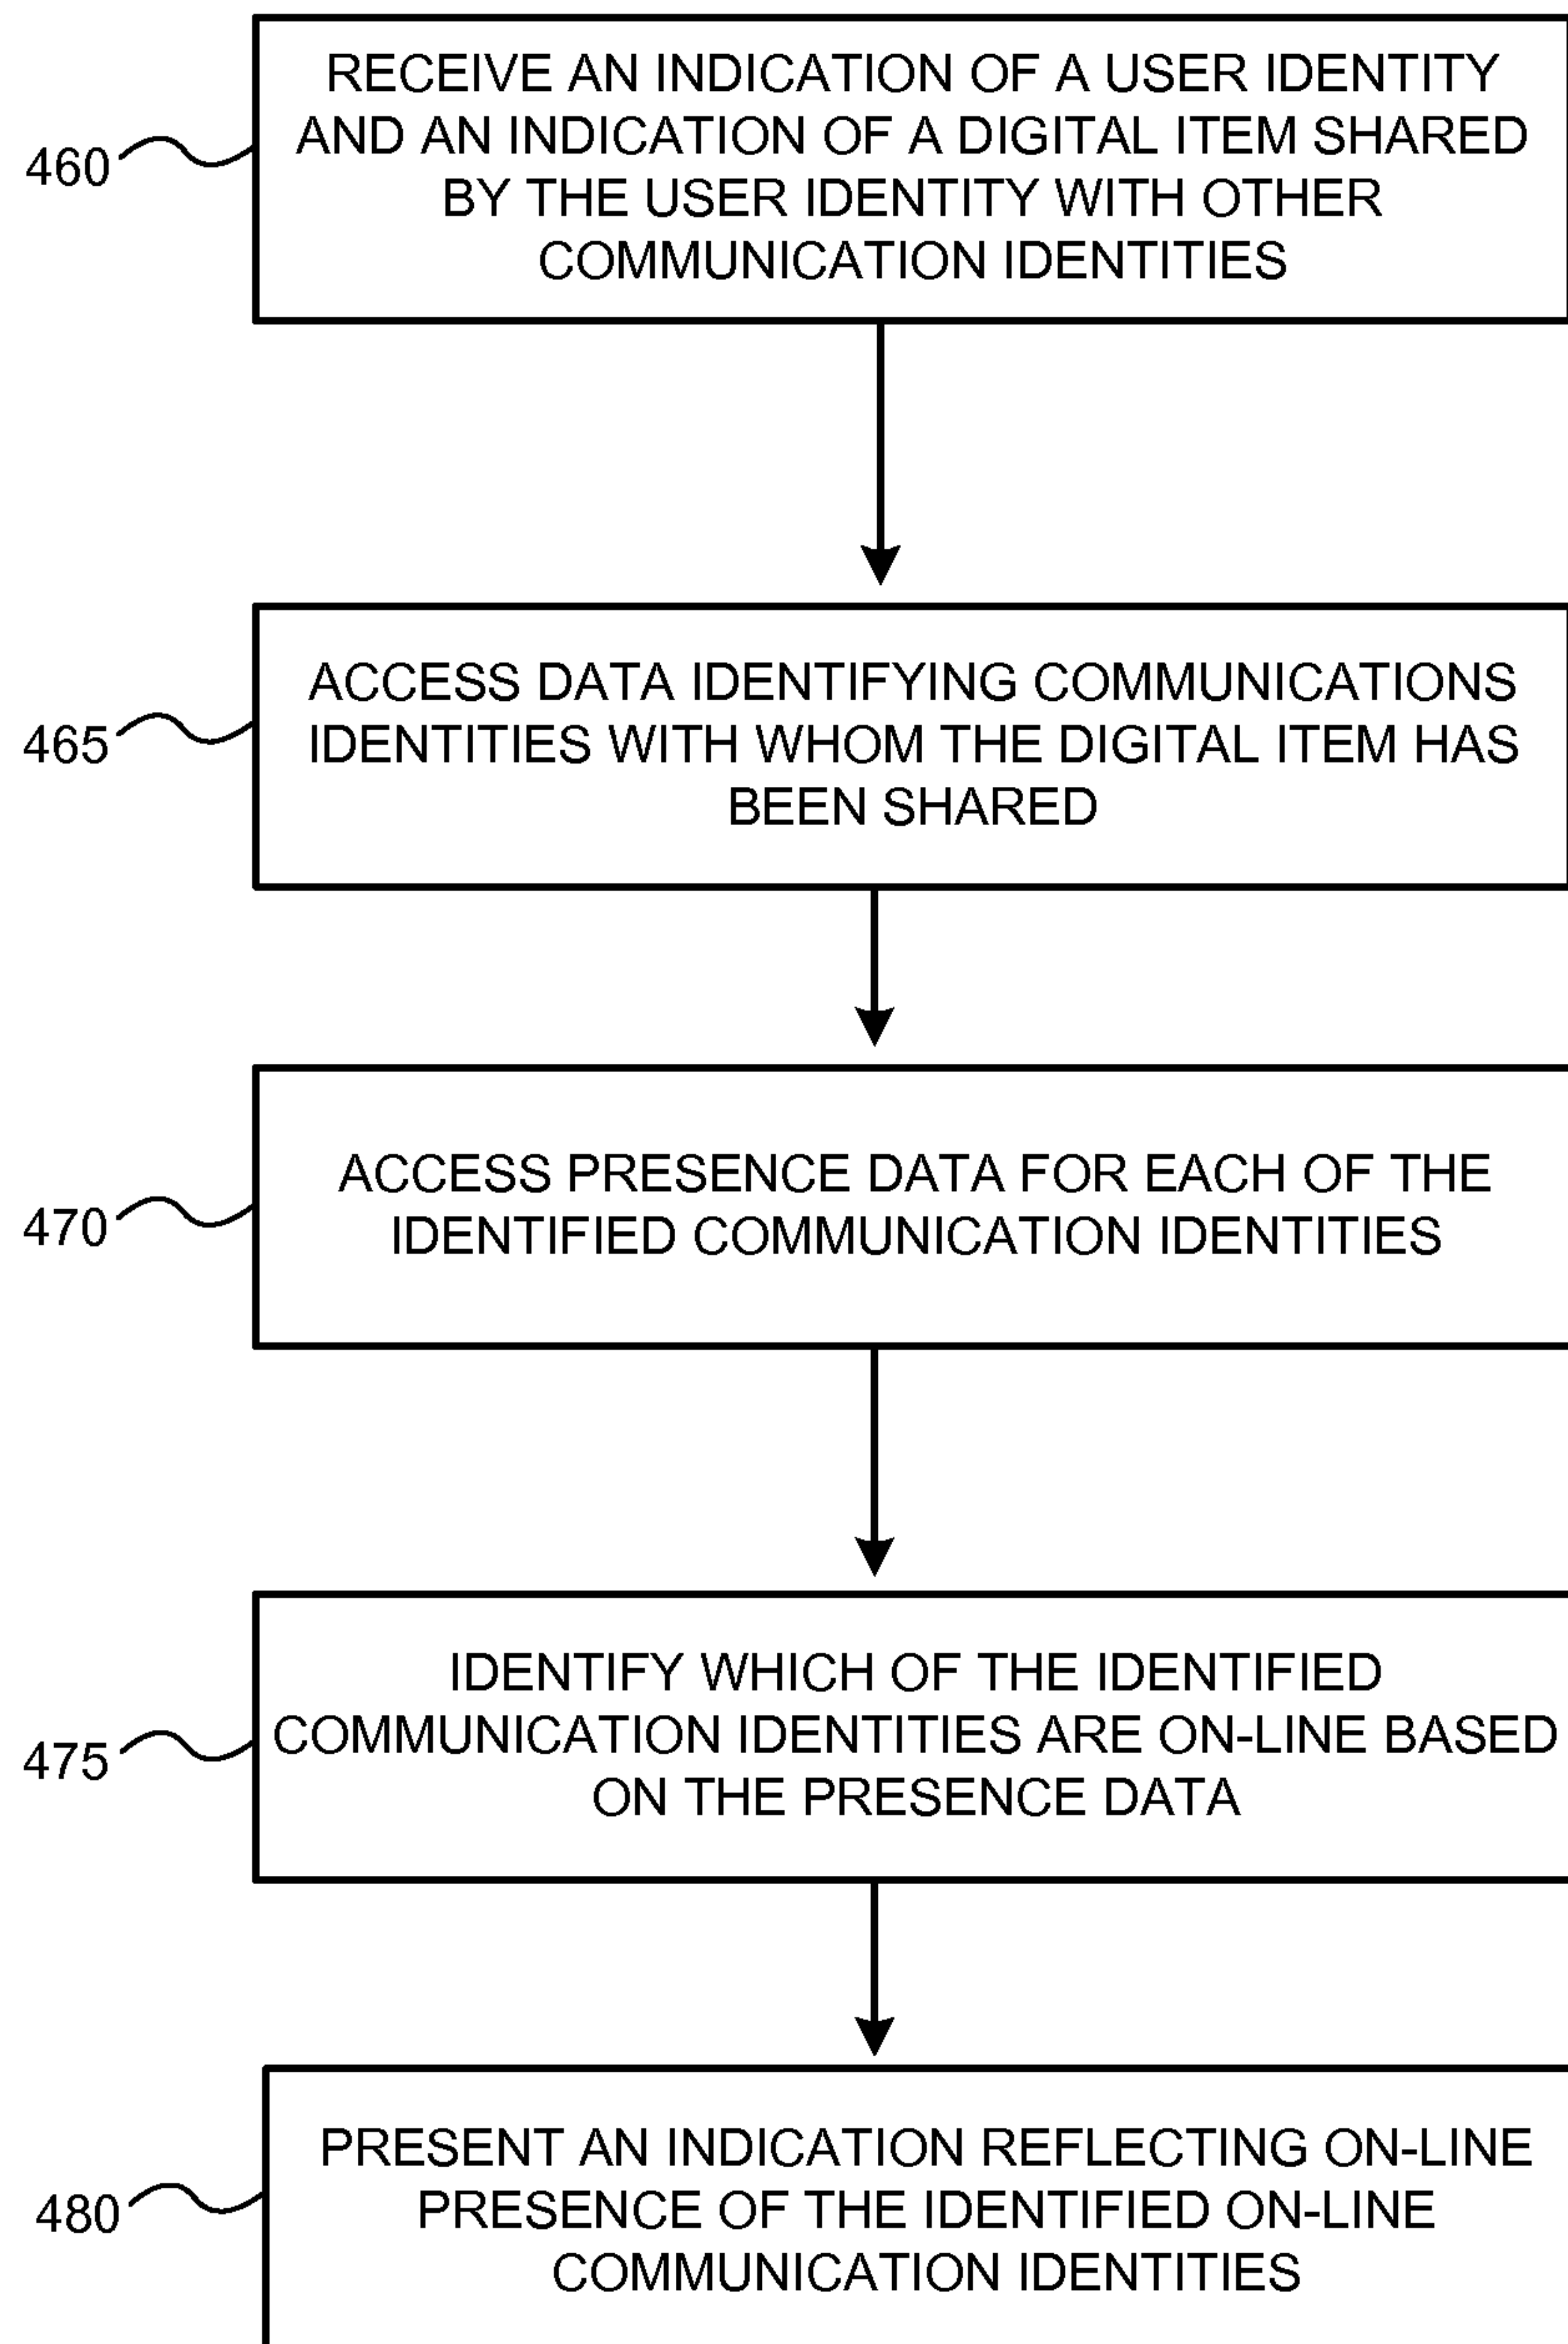 RECEIVE AN INDICATION OF A USER IDENTITY
AND AN INDICATION OF A DIGITAL ITEM SHARED
BY THE USER IDENTITY WITH OTHER
COMMUNICATION IDENTITIES
460
ACCESS DATA IDENTIFYING COMMUNICATIONS
IDENTITIES WITH WHOM THE DIGITAL ITEM HAS
BEEN SHARED
465
ACCESS PRESENCE DATA FOR EACH OF THE
IDENTIFIED COMMUNICATION IDENTITIES
470
IDENTIFY WHICH OF THE IDENTIFIED
COMMUNICATION IDENTITIES ARE ON-LINE BASED
ON THE PRESENCE DATA
475
PRESENT AN INDICATION REFLECTING ON-LINE
PRESENCE OF THE IDENTIFIED ON-LINE
COMMUNICATION IDENTITIES
480